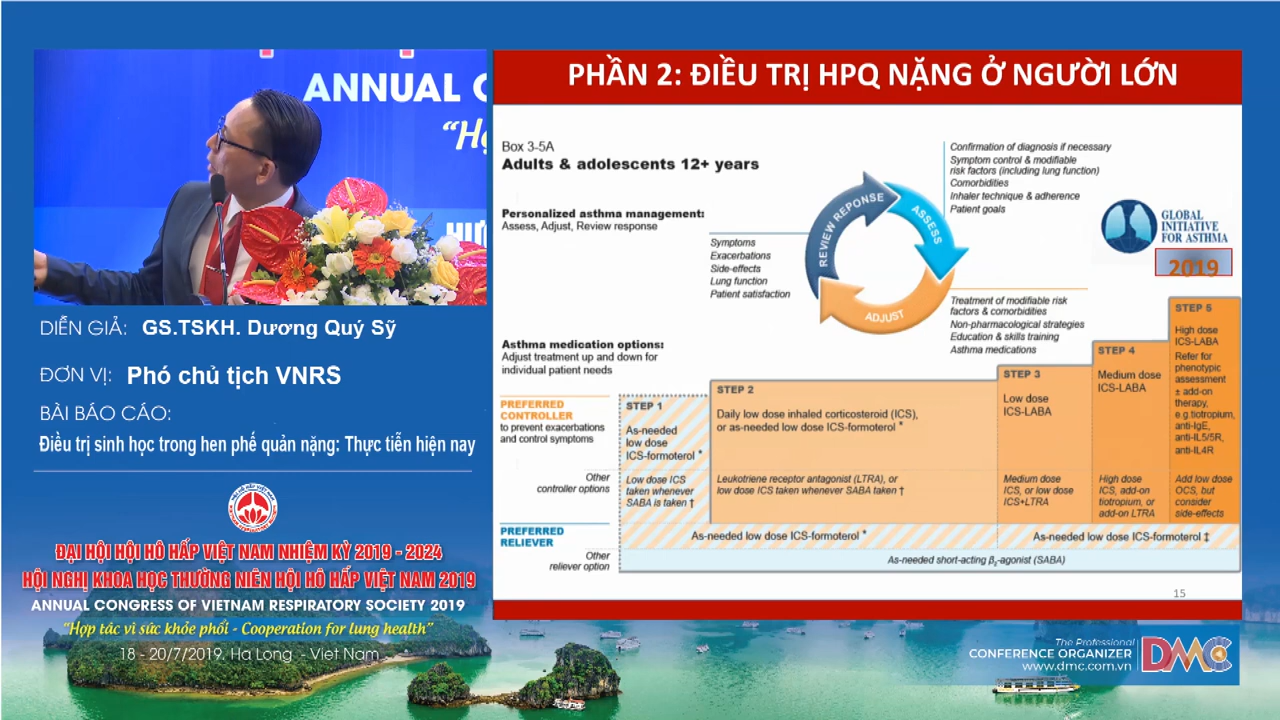 ANNUAL C
“Hợ
DIỄN GIẢ: GS.TSKH. Dương Quý Sỹ
ĐƠN VỊ: Phó chủ tịch VNRS
BÀI BÁO CÁO:
Điều trị sinh học trong hen phế quản nặng: Thực tiễn hiện nay
ĐẠI HỘI HỘI HÔ HẤP VIỆT NAM NHIỆM KỲ 2019 - 2024
HỘI NGHỊ KHOA HỌC THƯỜNG NIÊN HỘI HÔ HẤP VIỆT NAM 2019
ANNUAL CONGRESS OF VIETNAM RESPIRATORY SOCIETY 2019
“Hợp tác vì sức khỏe phổi - Cooperation for lung health”
18 - 20/7/2019. Ha Long - Viet Nam
PHẦN 2: ĐIỀU TRỊ HPQ NẶNG Ở NGƯỜI LỚN
Box 3-5A
Adults & adolescents 12+ years
Personalized asthma management:
Assess, Adjust, Review response
Symptoms
Exacerbations
Side-effects
Lung function
Patient satisfaction
REVIEW REPONSE
ASSESS
ADJUST
Confirmation of diagnosis if necessary
Symptom control & modifiable
risk factors (including lung function)
Comorbidities
Inhaler technique & adherence
Patient goals
GLOBAL
INITIATIVE
FOR ASTHMA
2019
Treatment of modifiable risk
factors & comorbidities
Non-pharmacological strategies
Education & skills training
Asthma medications
Asthma medication options:
Adjust treatment up and down for
individual patient needs
PREFERRED
CONTROLLER
to prevent exacerbations
and control symptoms
STEP 1
As-needed
low dose
ICS-formoterol *
STEP 2
Daily low dose inhaled corticosteroid (ICS),
or as-needed low dose ICS-formoterol *
STEP 3
Low dose
ICS-LABA
STEP 4
Medium dose
ICS-LABA
STEP 5
High dose
ICS-LABA
Refer for
phenotypic
assessment
± add-on
therapy,
e.g.tiotropium,
anti-IgE,
anti-IL5/5R,
anti-IL4R
Other
controller options
Low dose ICS
taken whenever
SABA is taken †
Leukotriene receptor antagonist (LTRA), or
low dose ICS taken whenever SABA taken †
Medium dose
ICS, or low dose
ICS+LTRA
High dose
ICS, add-on
tiotropium, or
add-on LTRA
Add low dose
OCS, but
consider
side-effects
PREFERRED
RELIEVER
As-needed low dose ICS-formoterol *
As-needed low dose ICS-formoterol ‡
Other
reliever option
As-needed short-acting β2-agonist (SABA)
15
The Professional
CONFERENCE ORGANIZER
www.dmc.com.vn
DMC